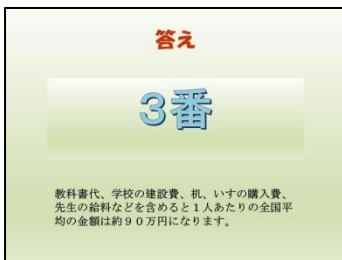 答え
3番
教科書代、学校の建設費、机、いすの購入費、
先生の給料などを含めると1人あたりの全国平
均の金額は約90万円になります。